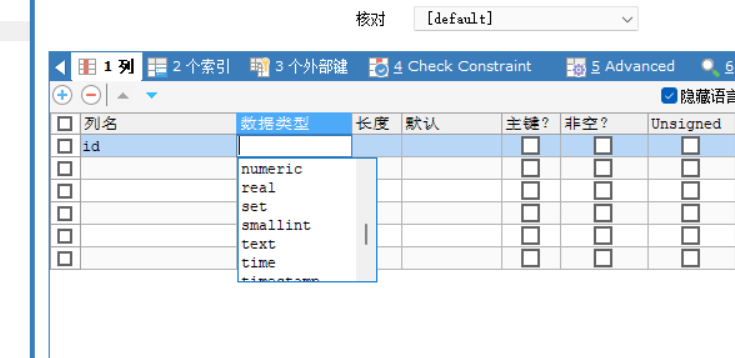 核对 [default]
1 列 2 个索引 3 个外部键 4 Check Constraint 5 Advanced 6
隐藏语言
列名 数据类型 长度 默认 主键? 非空? Unsigned
id
numeric
real
set
smallint
text
time
timestamp